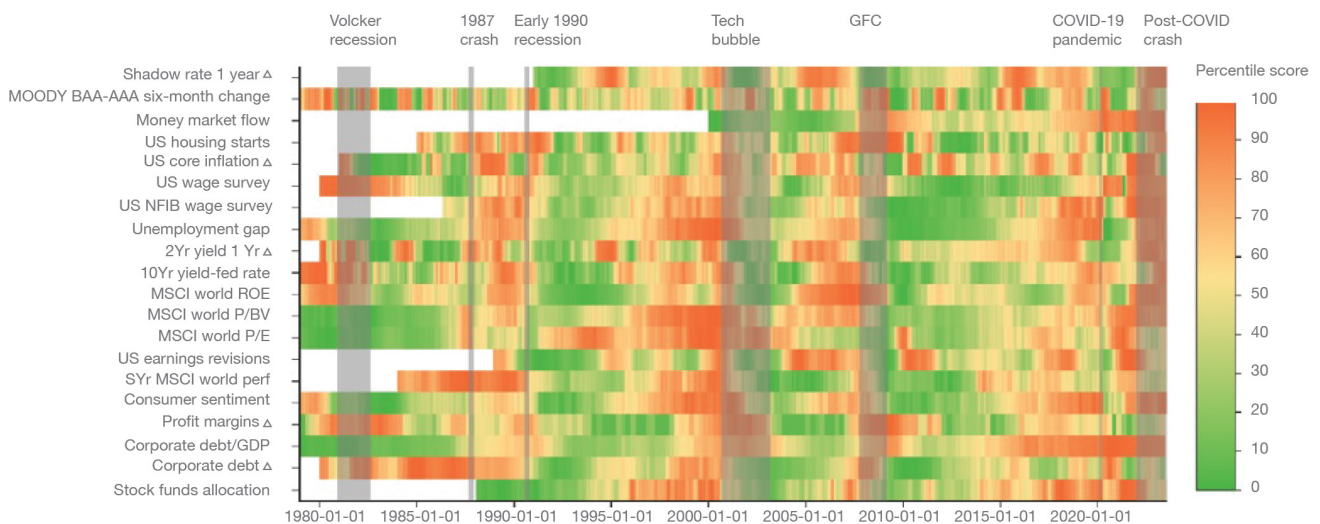 Volcker
recession
1987
crash
Early 1990
recession
Tech
bubble
GFC
COVID-19
pandemic
Post-COVID
crash
Percentile score
Shadow rate 1 year △
MOODY BAA-AAA six-month change
Money market flow
US housing starts
US core inflation △
US wage survey
US NFIB wage survey
Unemployment gap
2Yr yield 1 Yr △
10Yr yield-fed rate
MSCI world ROE
MSCI world P/BV
MSCI world P/E
US earnings revisions
SYr MSCI world perf
Consumer sentiment
Profit margins △
Corporate debt/GDP
Corporate debt △
Stock funds allocation
100
90
80
70
60
50
40
30
20
10
0
1980-01-01 1985-01-01 1990-01-01 1995-01-01 2000-01-01 2005-01-01 2010-01-01 2015-01-01 2020-01-01